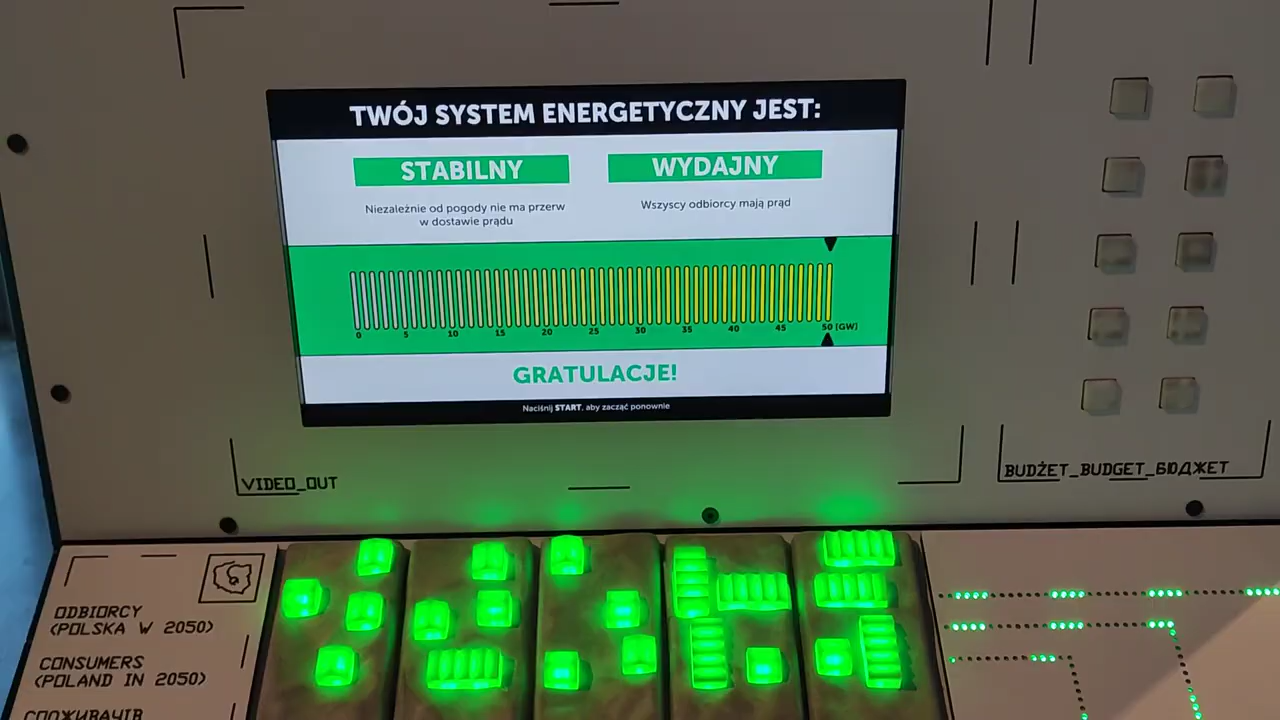 TWÓJ SYSTEM ENERGETYCZNY JEST:
STABILNY
WYDAJNY
Niezależnie od pogody nie ma przerw
w dostawie prądu
Wszyscy odbiorcy mają prąd
0 5 10 15 20 25 30 35 40 45 50 [GW]
GRATULACJE!
Naciśnij START, aby zacząć ponownie
VIDEO_OUT
BUDŻET_BUDGET_БЮДЖЕТ
ODBIORCY
(POLSKA W 2050)
CONSUMERS
(POLAND IN 2050)
СПОЖИВАЧІВ